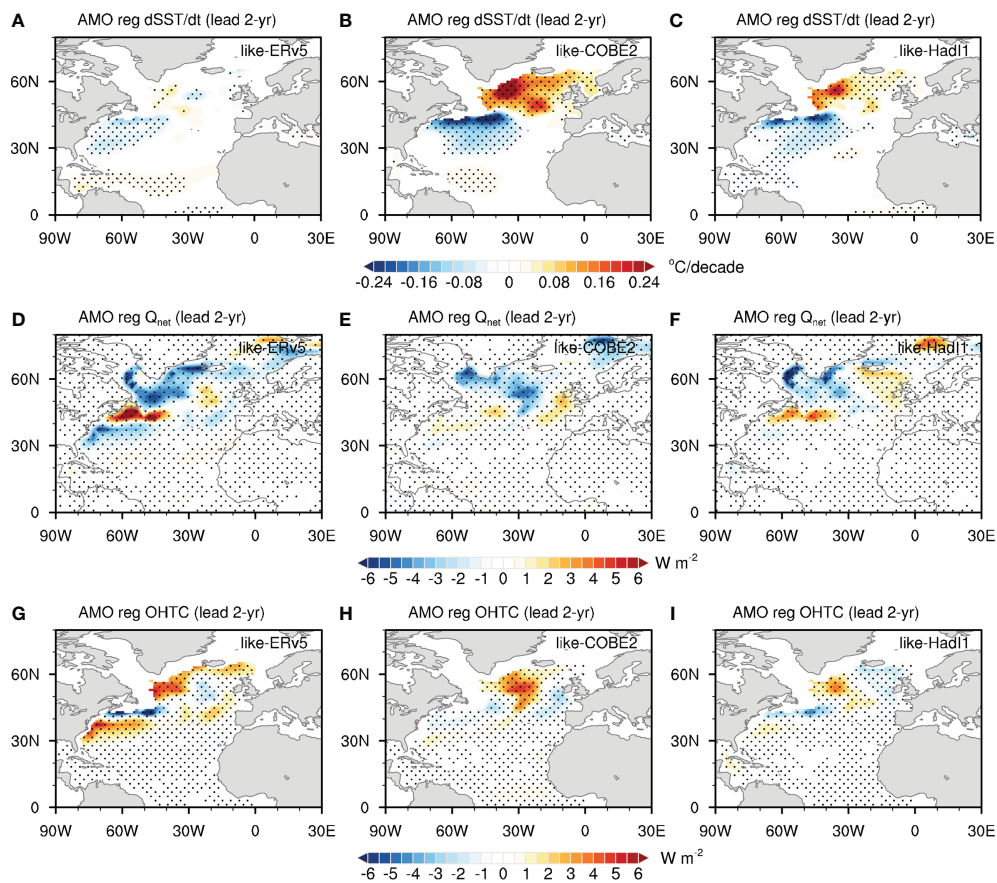 A AMO reg dSST/dt (lead 2-yr) B AMO reg dSST/dt (lead 2-yr) C AMO reg dSST/dt (lead 2-yr)
like-ERv5 like-COBE2 like-HadI1
60N 60N 60N
30N 30N 30N
0 0 0
90W 60W 30W 0 30E 90W 60W 30W 0 30E 90W 60W 30W 0 30E
-0.24 -0.16 -0.08 0 0.08 0.16 0.24 °C/decade
D AMO reg Qnet (lead 2-yr) E AMO reg Qnet (lead 2-yr) F AMO reg Qnet (lead 2-yr)
like-ERv5 like-COBE2 like-HadI1
60N 60N 60N
30N 30N 30N
0 0 0
90W 60W 30W 0 30E 90W 60W 30W 0 30E 90W 60W 30W 0 30E
-6 -5 -4 -3 -2 -1 0 1 2 3 4 5 6 W m-2
G AMO reg OHTC (lead 2-yr) H AMO reg OHTC (lead 2-yr) I AMO reg OHTC (lead 2-yr)
like-ERv5 like-COBE2 like-HadI1
60N 60N 60N
30N 30N 30N
0 0 0
90W 60W 30W 0 30E 90W 60W 30W 0 30E 90W 60W 30W 0 30E
-6 -5 -4 -3 -2 -1 0 1 2 3 4 5 6 W m-2